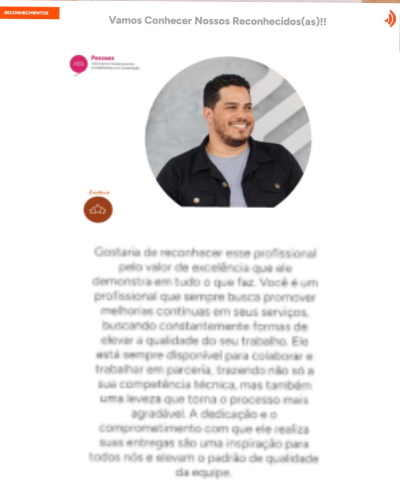 RECONHECIMENTOS
Vamos Conhecer Nossos Reconhecidos(as)!!
Pessoas
Excelência
Gostaria de reconhecer esse profissional
pelo valor de excelência que ele
demonstra em tudo o que faz. Você é um
profissional que sempre busca promover
melhorias contínuas em seus serviços,
buscando constantemente formas de
elevar a qualidade do seu trabalho. Ele
está sempre disponível para colaborar e
trabalhar em parceria, trazendo não só a
sua competência técnica, mas também
uma leveza que torna o processo mais
agradável. A dedicação e o
comprometimento com que ele realiza
suas entregas são uma inspiração para
todos nós e elevam o padrão de qualidade
da equipe.